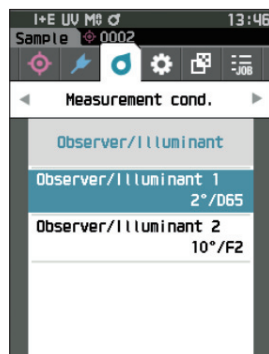 I+E UV M0 ♂ 13:46
Sample 0002
-JOB
Measurement cond.
Observer/Illuminant
Observer/Illuminant 1
2°/D65
Observer/Illuminant 2
10°/F2